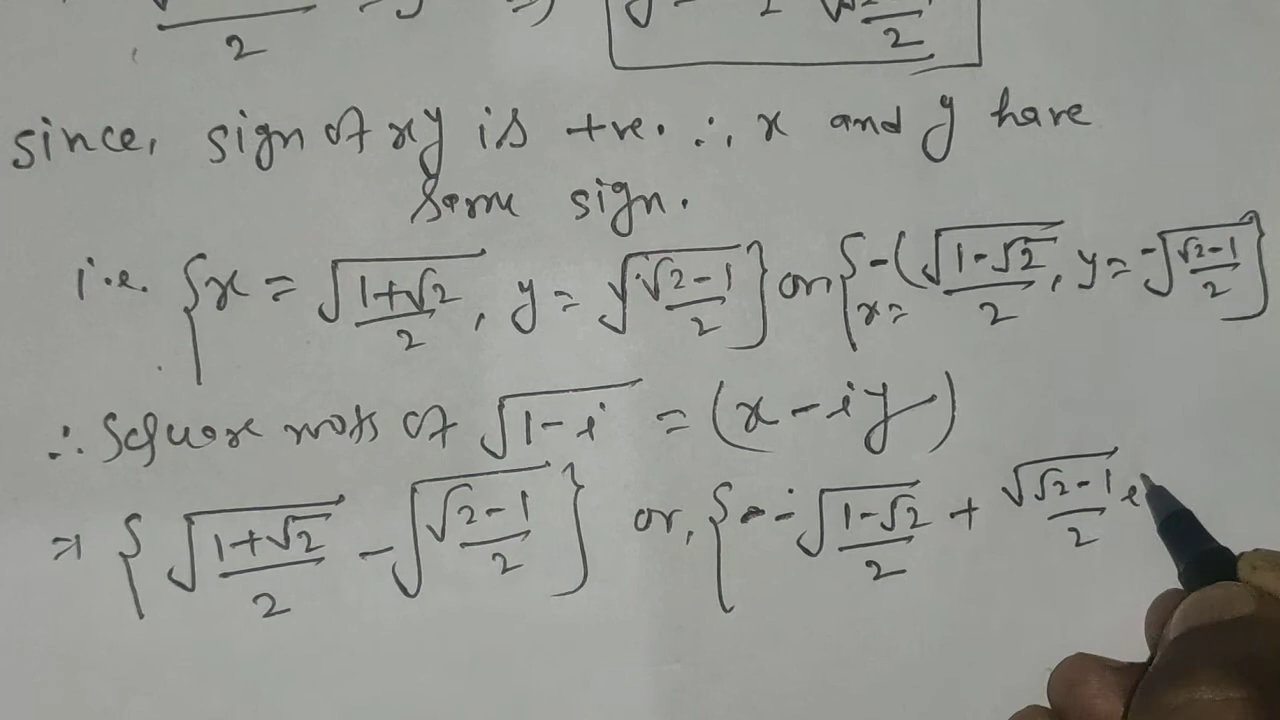 2 2
since, sign of xy is +ve. ∴ x and y have
same sign.
i.e. {x = √(1+√2)/2, y = √(√2-1)/2} or {x = -(√(1-√2)/2, y = -√(√2-1)/2}
∴ Square roots of √1-i = (x-iy)
⇒ {√(1+√2)/2 - √(√2-1)/2} or, {-√(1-√2)/2 + √(√2-1)/2 i